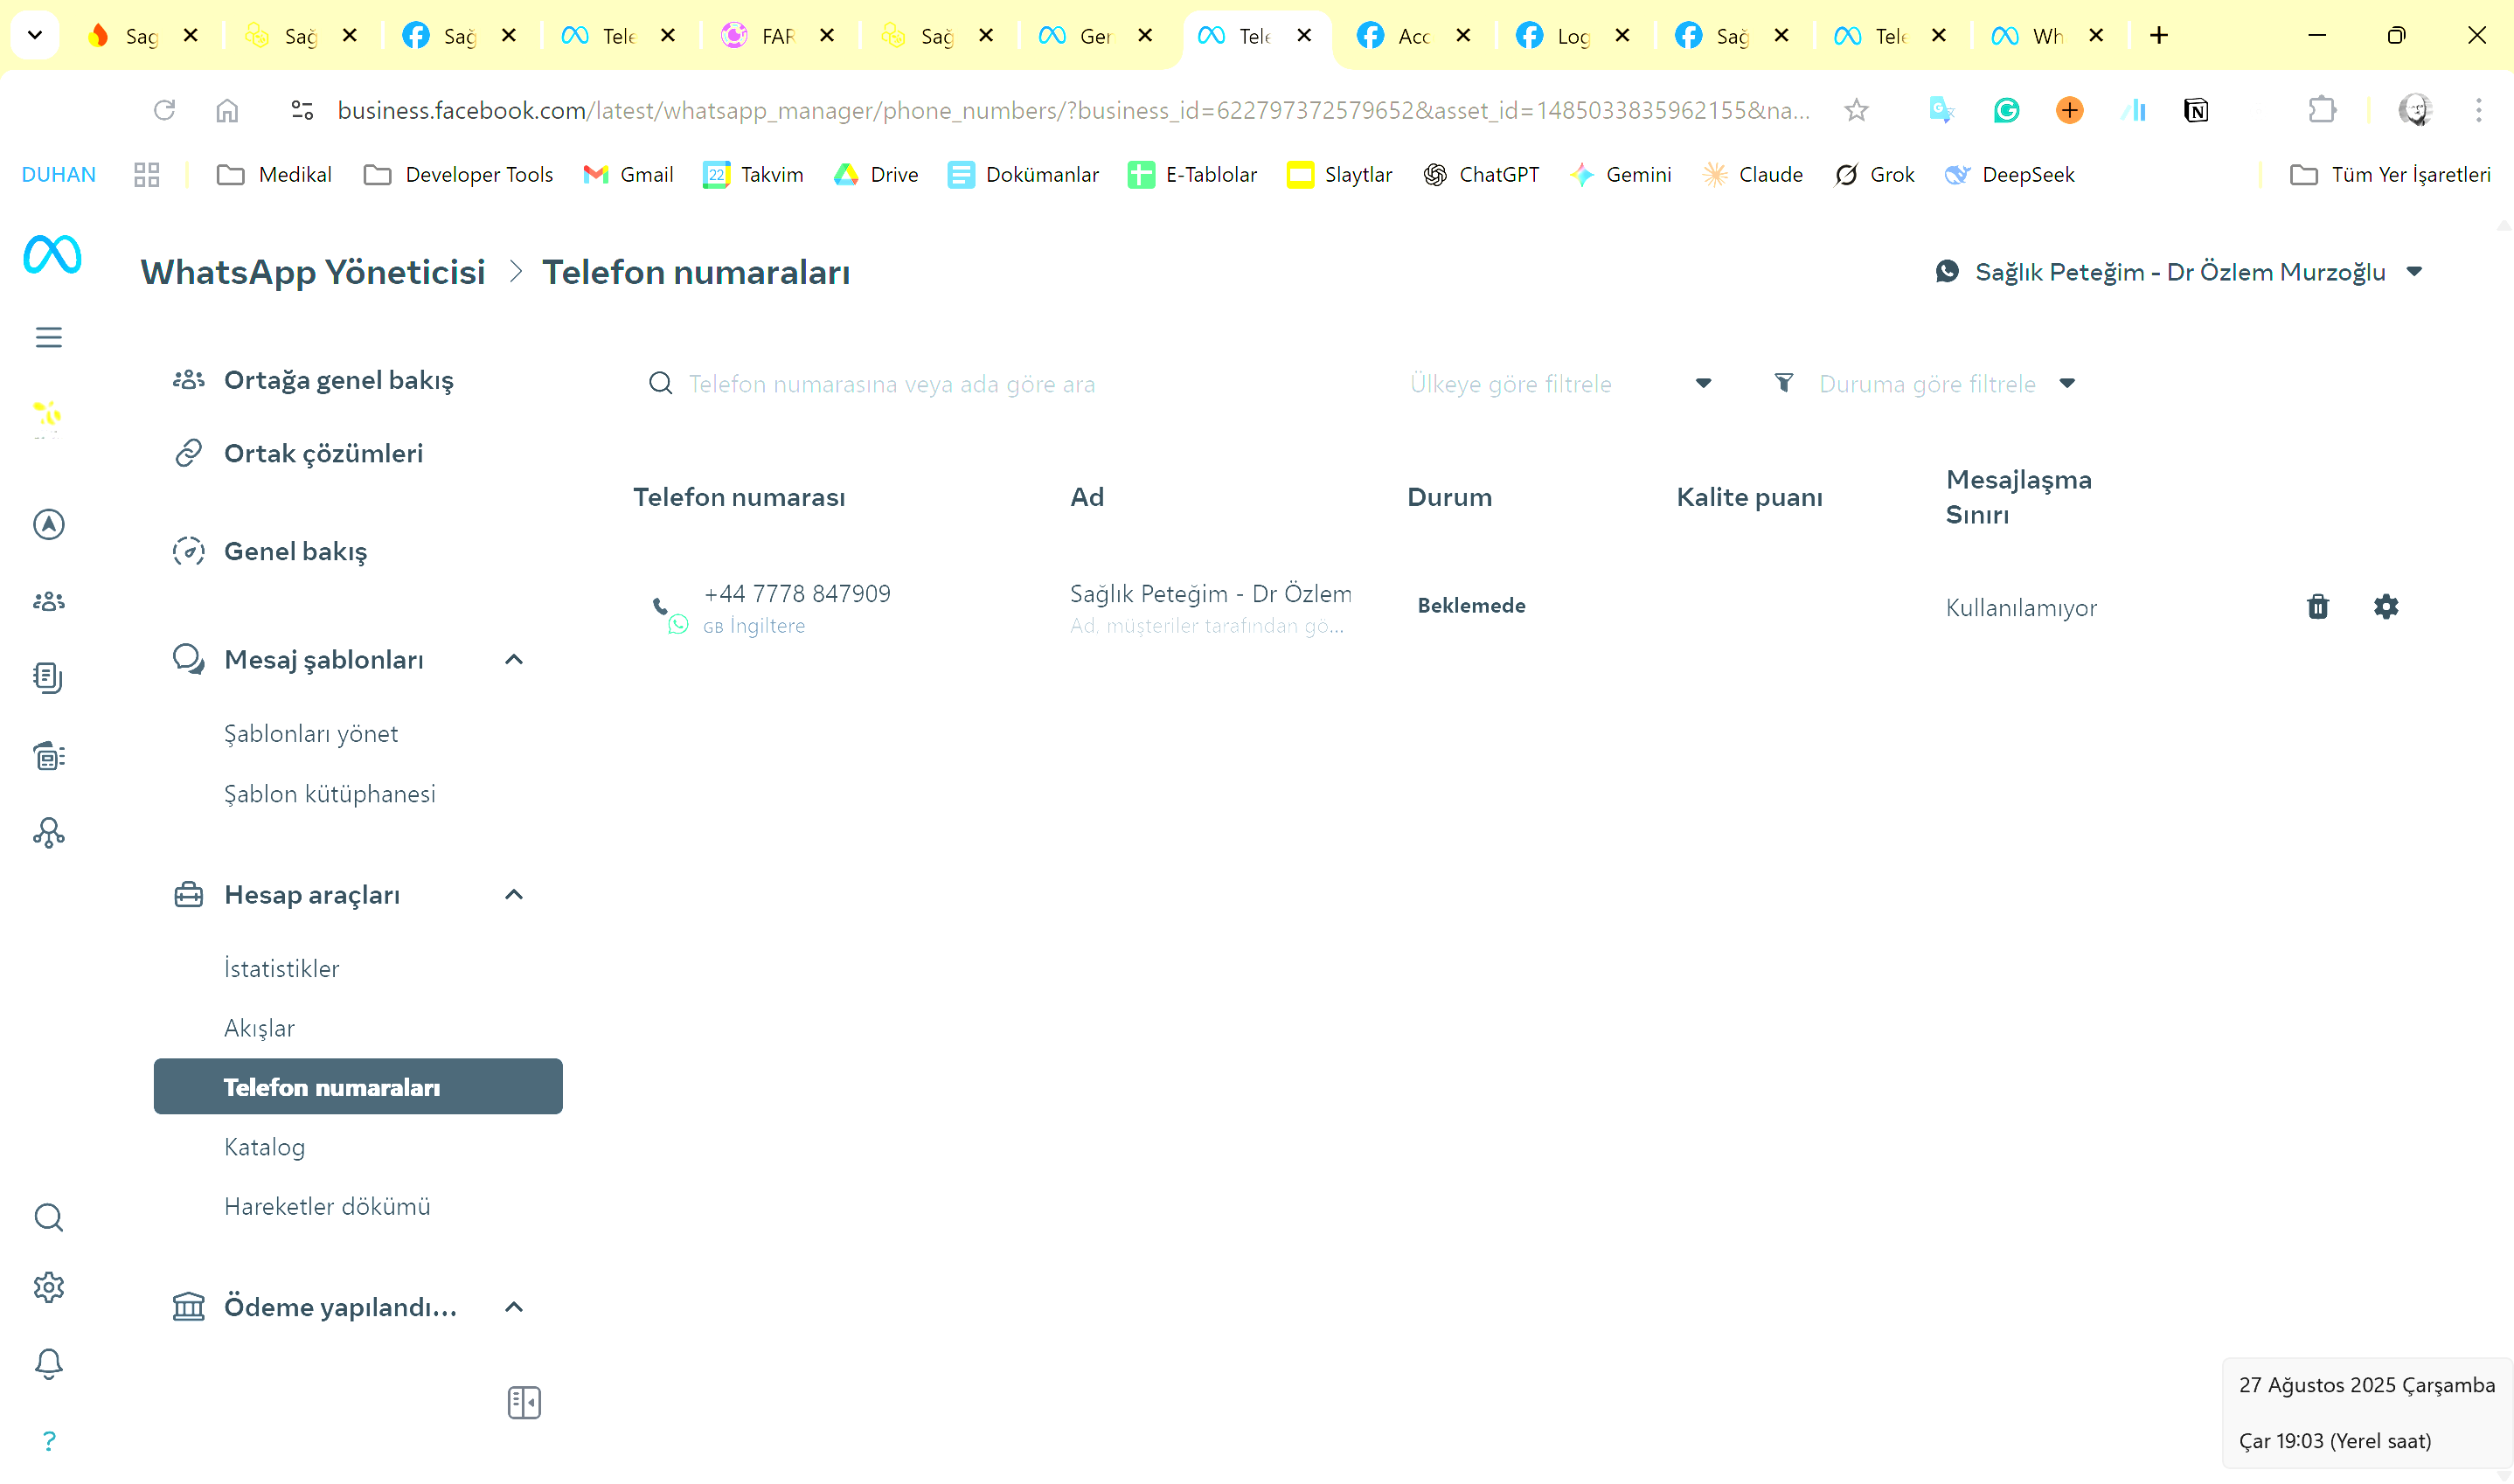 Sağ
Sağ
Sağ
Tele
FAR
Sağ
Ger
Tele
Acc
Log
Sağ
Tele
Wh
business.facebook.com/latest/whatsapp_manager/phone_numbers/?business_id=622797372579652&asset_id=1485033835962155&na...
DUHAN
Medikal
Developer Tools
Gmail
22
Takvim
Drive
Dokümanlar
E-Tablolar
Slaytlar
ChatGPT
Gemini
Claude
Grok
DeepSeek
Tüm Yer İşaretleri
WhatsApp Yöneticisi > Telefon numaraları
Sağlık Peteğim - Dr Özlem Murzoğlu
Ortağa genel bakış
Ortak çözümleri
Genel bakış
Mesaj şablonları
Şablonları yönet
Şablon kütüphanesi
Hesap araçları
İstatistikler
Akışlar
Telefon numaraları
Katalog
Hareketler dökümü
Ödeme yapılandı...
Telefon numarasına veya ada göre ara
Ülkeye göre filtrele
Duruma göre filtrele
Telefon numarası
Ad
Durum
Kalite puanı
Mesajlaşma
Sınırı
+44 7778 847909
GB İngiltere
Sağlık Peteğim - Dr Özlem
Ad, müşteriler tarafından gö...
Beklemede
Kullanılamıyor
27 Ağustos 2025 Çarşamba
Çar 19:03 (Yerel saat)